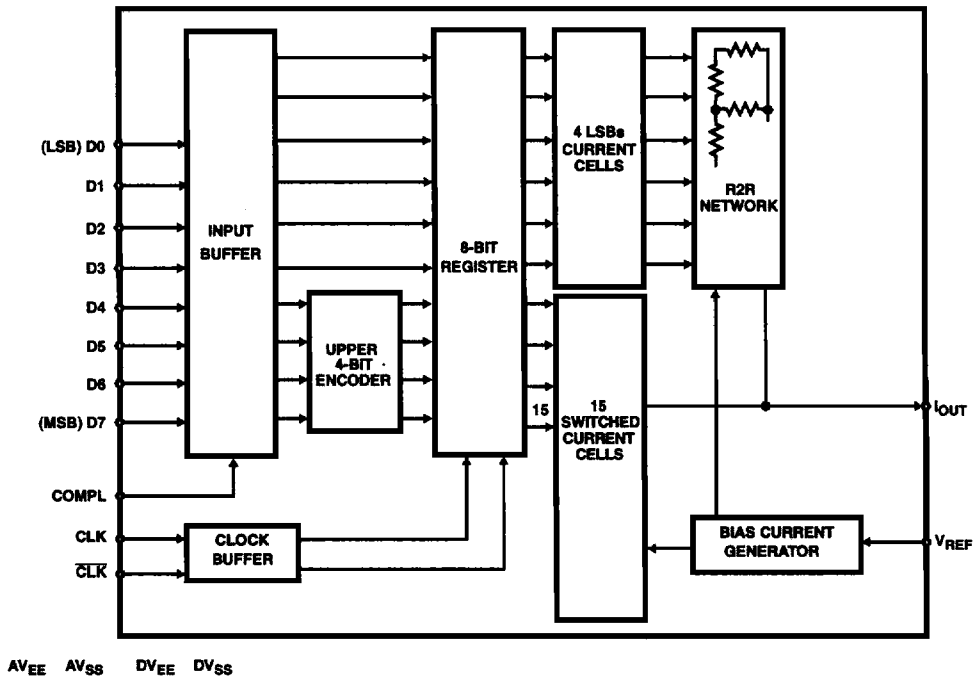 (LSB) D0
D1
D2
D3
D4
D5
D6
(MSB) D7
COMPL
CLK
CLK
INPUT
BUFFER
UPPER
4-BIT
ENCODER
CLOCK
BUFFER
8-BIT
REGISTER
15
4 LSBs
CURRENT
CELLS
15
SWITCHED
CURRENT
CELLS
R2R
NETWORK
BIAS CURRENT
GENERATOR
IOUT
VREF
AVEE AVSS DVEE DVSS